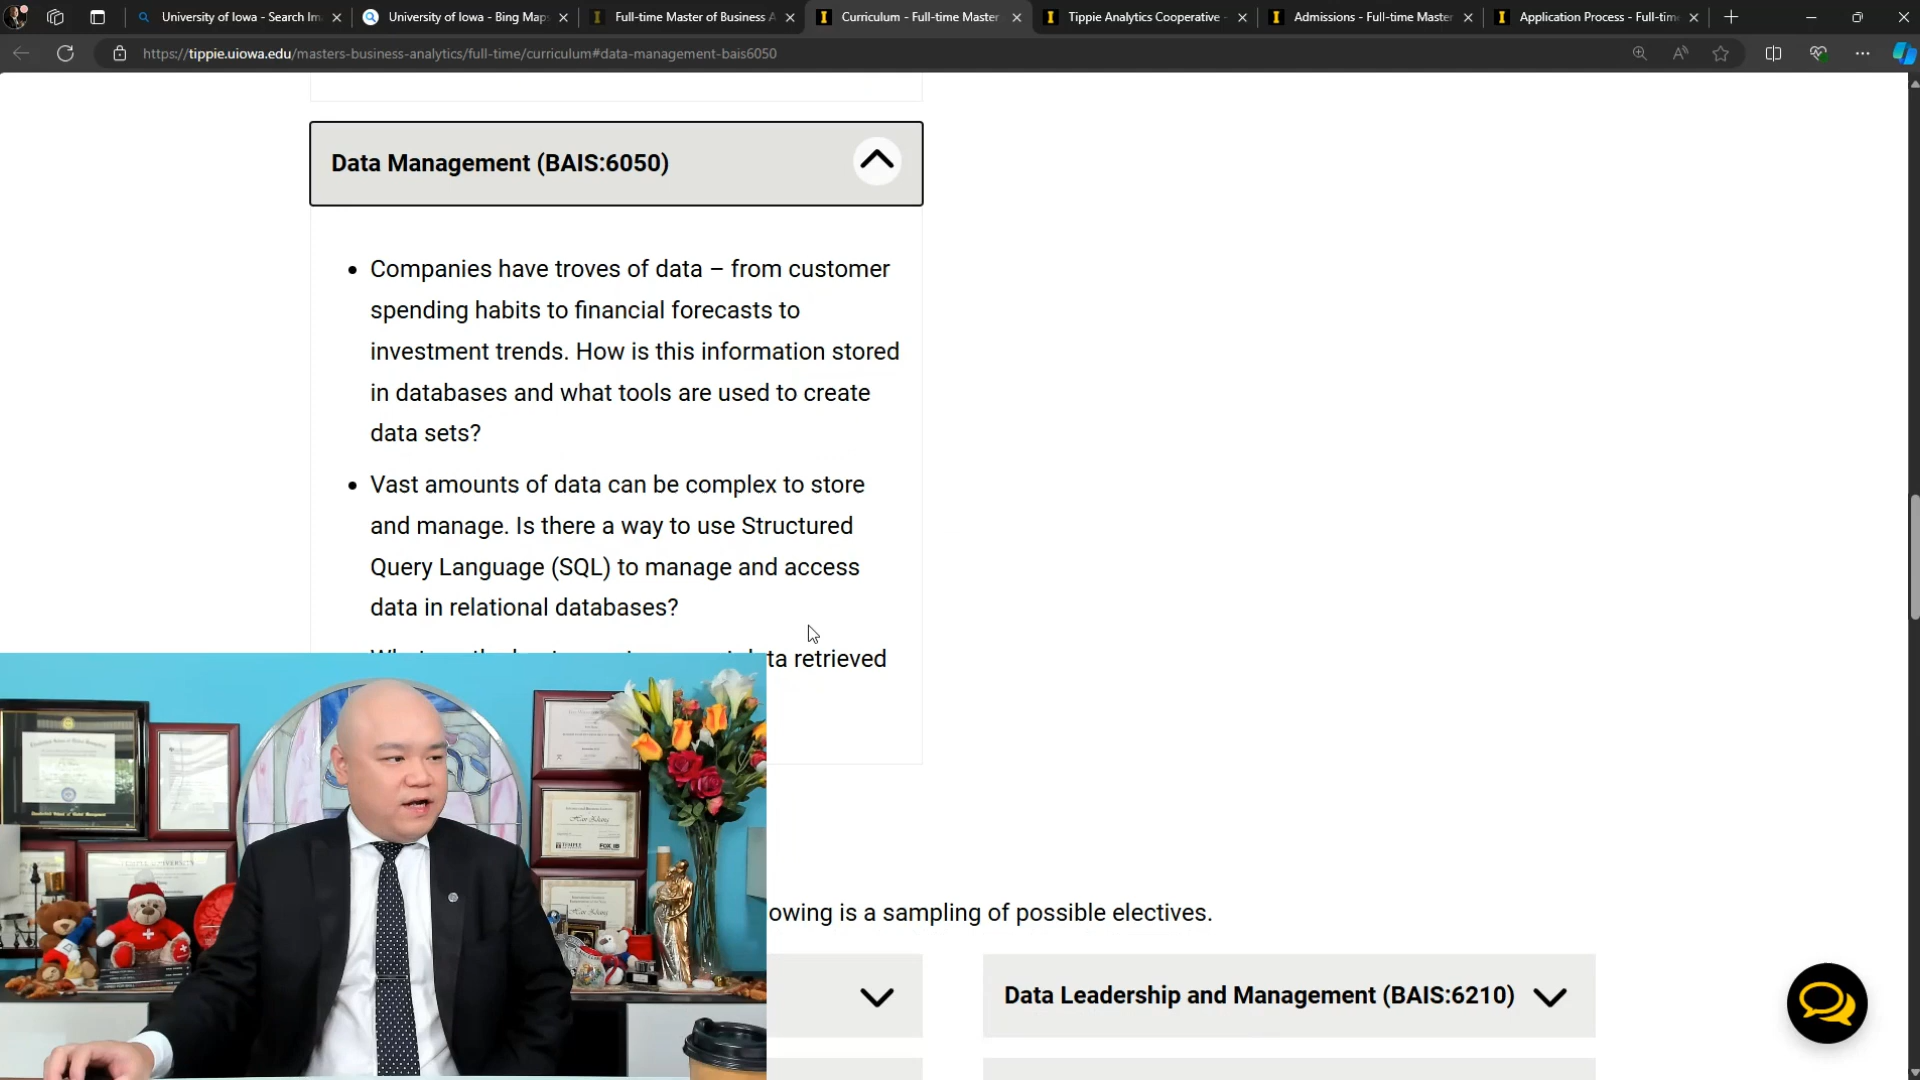 University of Iowa - Search Im
University of Iowa - Bing Maps
Full-time Master of Business A
Curriculum - Full-time Master
Tippie Analytics Cooperative -
Admissions - Full-time Master
Application Process - Full-tim
https://tippie.uiowa.edu/masters-business-analytics/full-time/curriculum#data-management-bais6050
Data Management (BAIS:6050)
• Companies have troves of data – from customer
spending habits to financial forecasts to
investment trends. How is this information stored
in databases and what tools are used to create
data sets?
• Vast amounts of data can be complex to store
and manage. Is there a way to use Structured
Query Language (SQL) to manage and access
data in relational databases?
ta retrieved
owing is a sampling of possible electives.
Data Leadership and Management (BAIS:6210)
TEMPLE
FOX